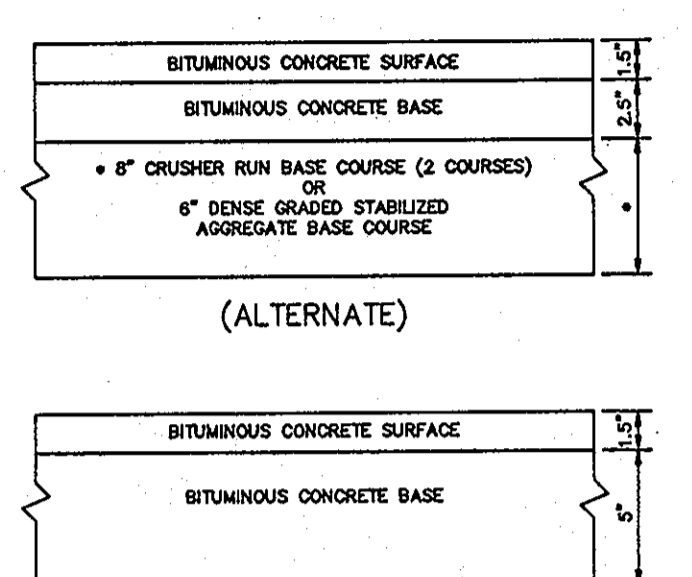 BITUMINOUS CONCRETE SURFACE
1.5"
BITUMINOUS CONCRETE BASE
2.5"
• 8" CRUSHER RUN BASE COURSE (2 COURSES)
OR
6" DENSE GRADED STABILIZED
AGGREGATE BASE COURSE
•
(ALTERNATE)
BITUMINOUS CONCRETE SURFACE
1.5"
BITUMINOUS CONCRETE BASE
5"